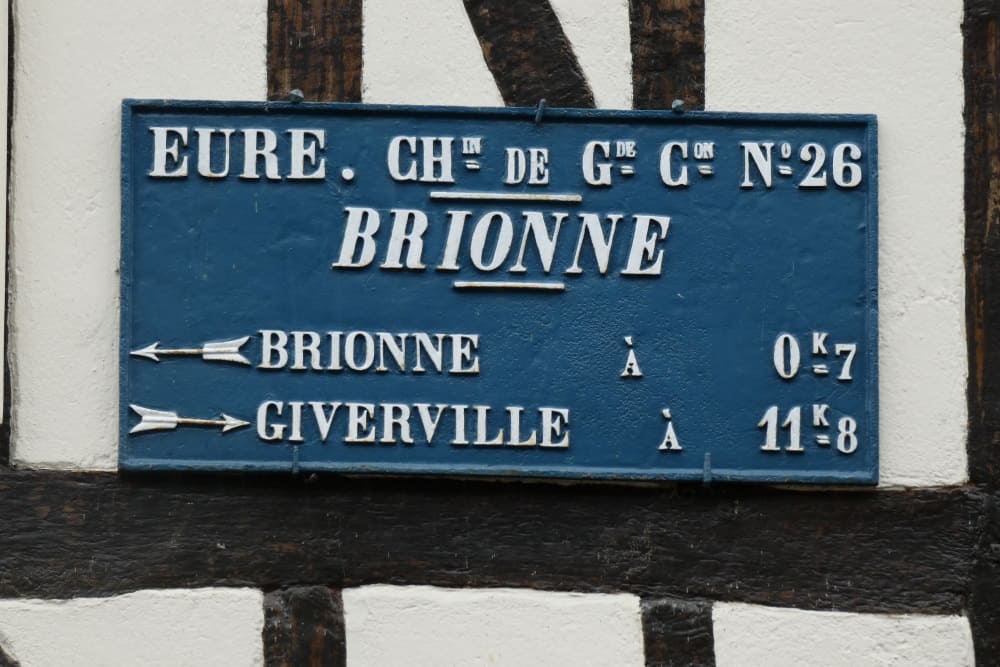 EURE. CHIN DE GDE CON No 26
BRIONNE
BRIONNE À 0K7
GIVERVILLE À 11K8